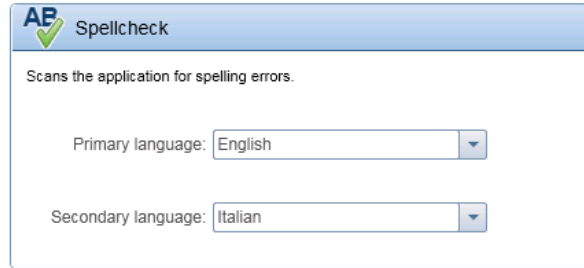 AB
Spellcheck
Scans the application for spelling errors.
Primary language: English
Secondary language: Italian